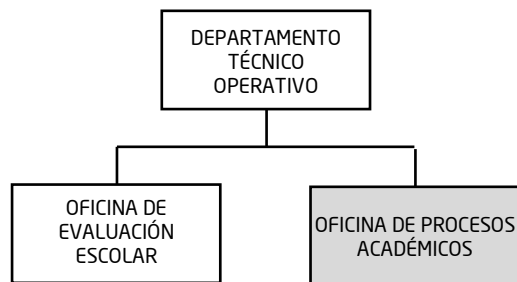 DEPARTAMENTO
TÉCNICO
OPERATIVO
OFICINA DE
EVALUACIÓN
ESCOLAR
OFICINA DE PROCESOS
ACADÉMICOS